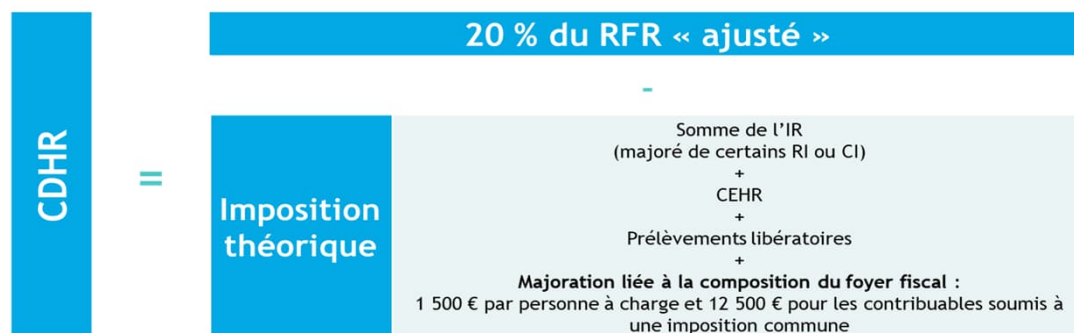 CDHR
=
20 % du RFR « ajusté »
-
Imposition
théorique
Somme de l’IR
(majoré de certains RI ou CI)
+
CEHR
+
Prélèvements libératoires
+
Majoration liée à la composition du foyer fiscal :
1 500 € par personne à charge et 12 500 € pour les contribuables soumis à
une imposition commune